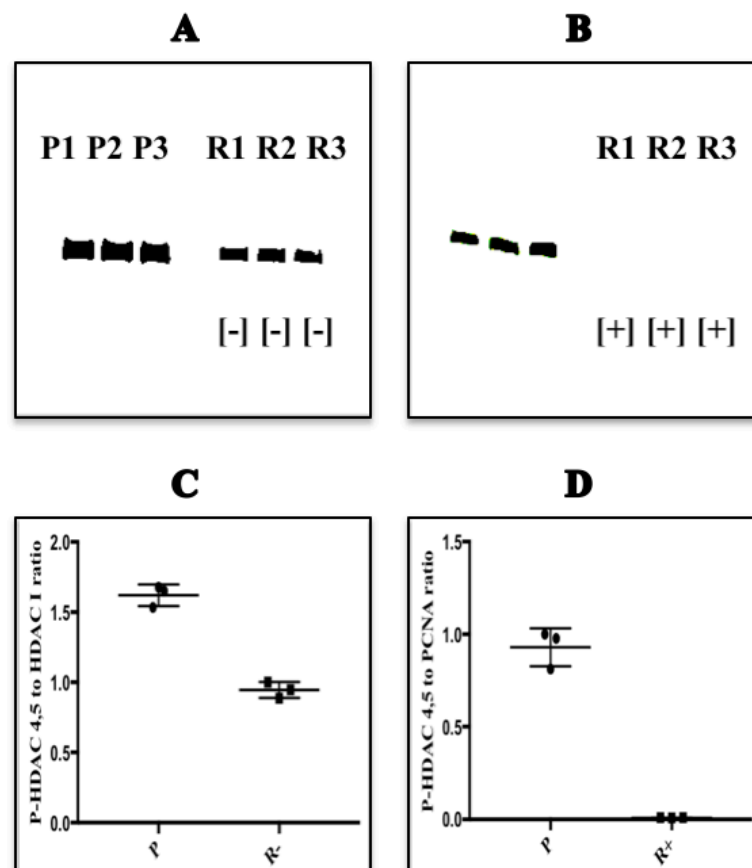 A
P1 P2 P3 R1 R2 R3
[-] [-] [-]
B
R1 R2 R3
[+] [+] [+]
C
P-HDAC 4,5 to HDAC I ratio
2.0
1.5
1.0
0.5
0.0
P
R-
D
P-HDAC 4,5 to PCNA ratio
1.5
1.0
0.5
0.0
P
R+